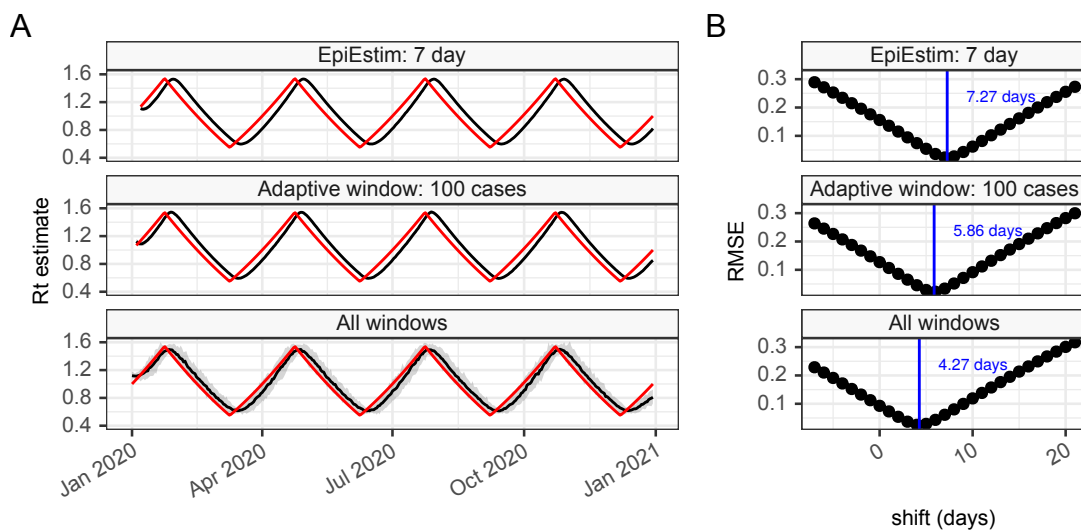 A
EpiEstim: 7 day
1.6
1.2
0.8
0.4
Adaptive window: 100 cases
1.6
1.2
0.8
0.4
All windows
1.6
1.2
0.8
0.4
Rt estimate
Jan 2020
Apr 2020
Jul 2020
Oct 2020
Jan 2021
B
EpiEstim: 7 day
0.3
0.2
0.1
7.27 days
Adaptive window: 100 cases
0.3
0.2
0.1
5.86 days
All windows
0.3
0.2
0.1
4.27 days
RMSE
0
10
20
shift (days)